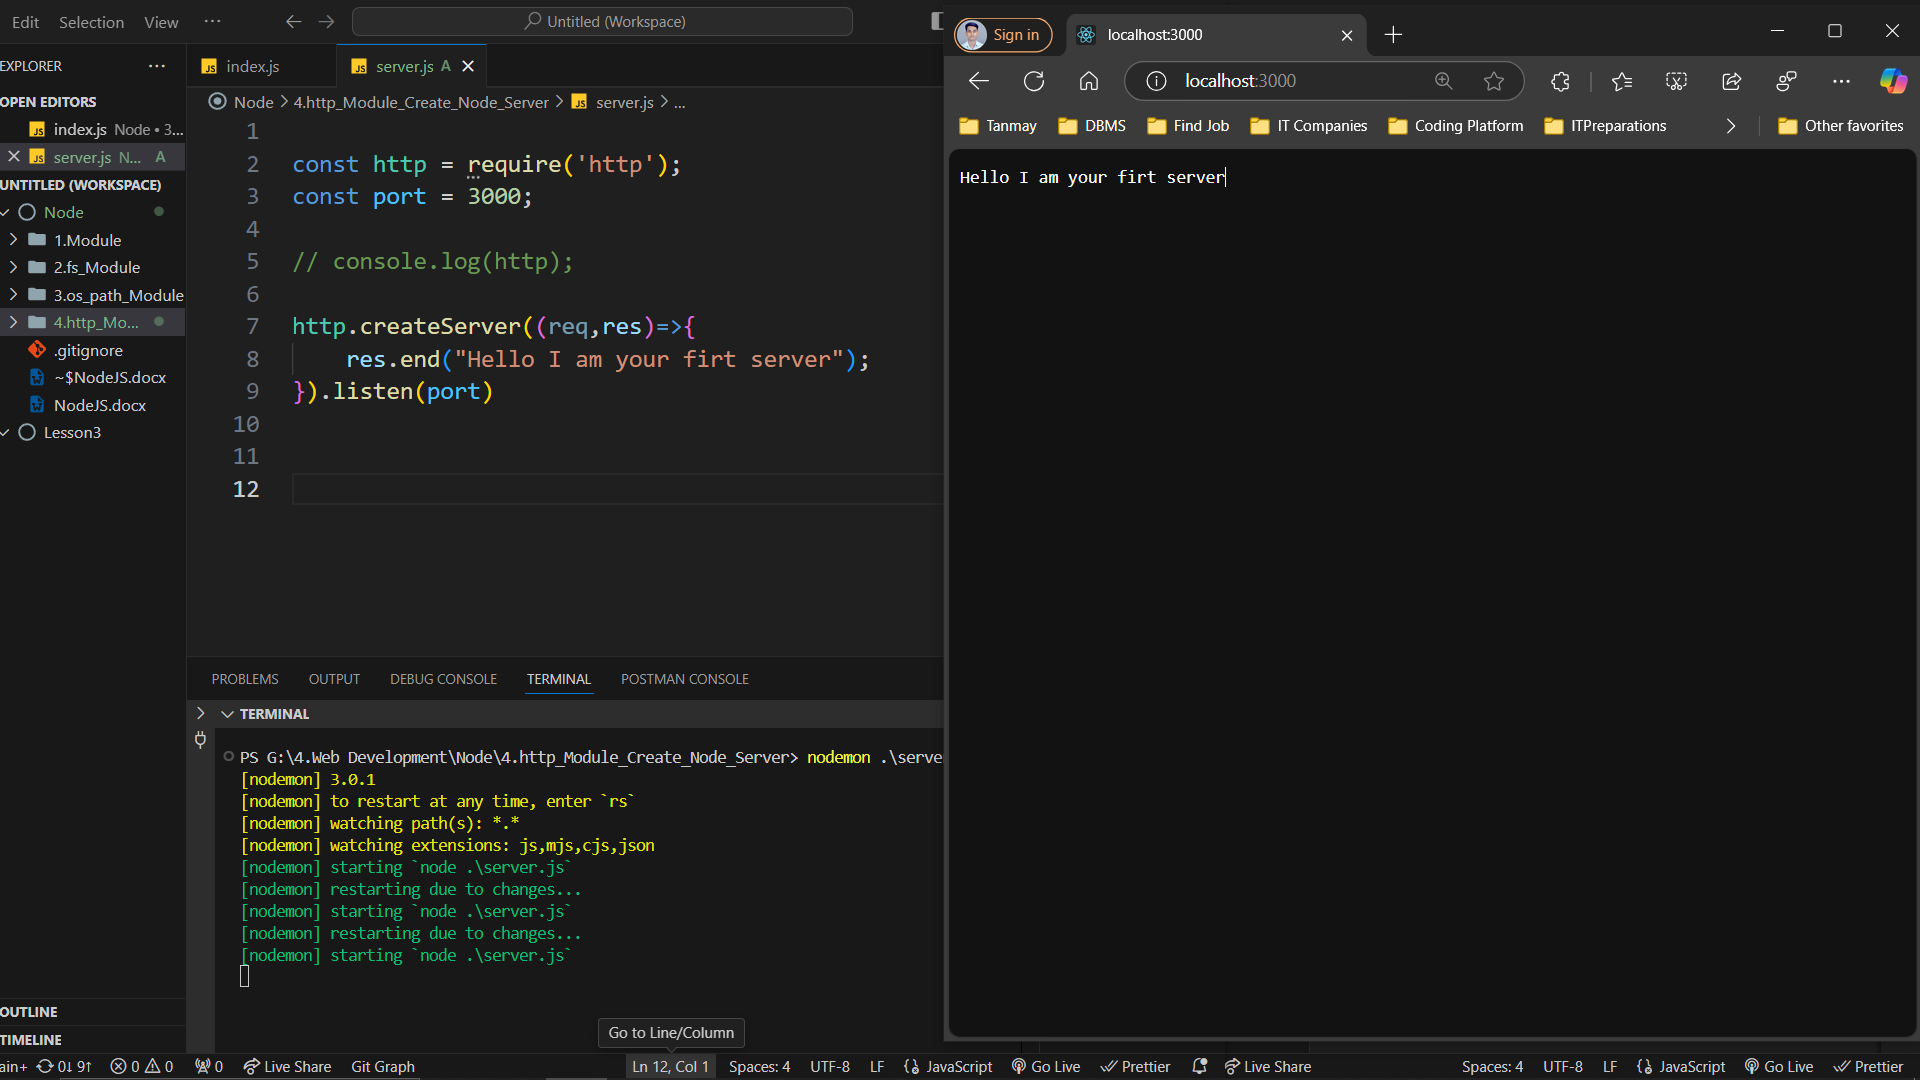 Edit Selection View ··· Untitled (Workspace)
EXPLORER ···
OPEN EDITORS
JS index.js Node • 3...
JS server.js N... A
UNTITLED (WORKSPACE)
Node
1.Module
2.fs_Module
3.os_path_Module
4.http_Mo...
.gitignore
~$NodeJS.docx
NodeJS.docx
Lesson3
OUTLINE
TIMELINE
JS index.js JS server.js A
Node > 4.http_Module_Create_Node_Server > JS server.js > ...
1
2 const http = require('http');
3 const port = 3000;
4
5 // console.log(http);
6
7 http.createServer((req,res)=>{
8 res.end("Hello I am your firt server");
9 }).listen(port)
10
11
12
PROBLEMS OUTPUT DEBUG CONSOLE TERMINAL POSTMAN CONSOLE
TERMINAL
PS G:\4.Web Development\Node\4.http_Module_Create_Node_Server> nodemon .\serve
[nodemon] 3.0.1
[nodemon] to restart at any time, enter `rs`
[nodemon] watching path(s): *.*
[nodemon] watching extensions: js,mjs,cjs,json
[nodemon] starting `node .\server.js`
[nodemon] restarting due to changes...
[nodemon] starting `node .\server.js`
[nodemon] restarting due to changes...
[nodemon] starting `node .\server.js`
Go to Line/Column
ain+ 0↓ 9↑ 0 0 0 Live Share Git Graph Ln 12, Col 1 Spaces: 4 UTF-8 LF {} JavaScript Go Live Prettier Live Share Spaces: 4 UTF-8 LF {} JavaScript Go Live Prettier
Sign in localhost:3000
localhost:3000
Tanmay DBMS Find Job IT Companies Coding Platform ITPreparations Other favorites
Hello I am your firt server